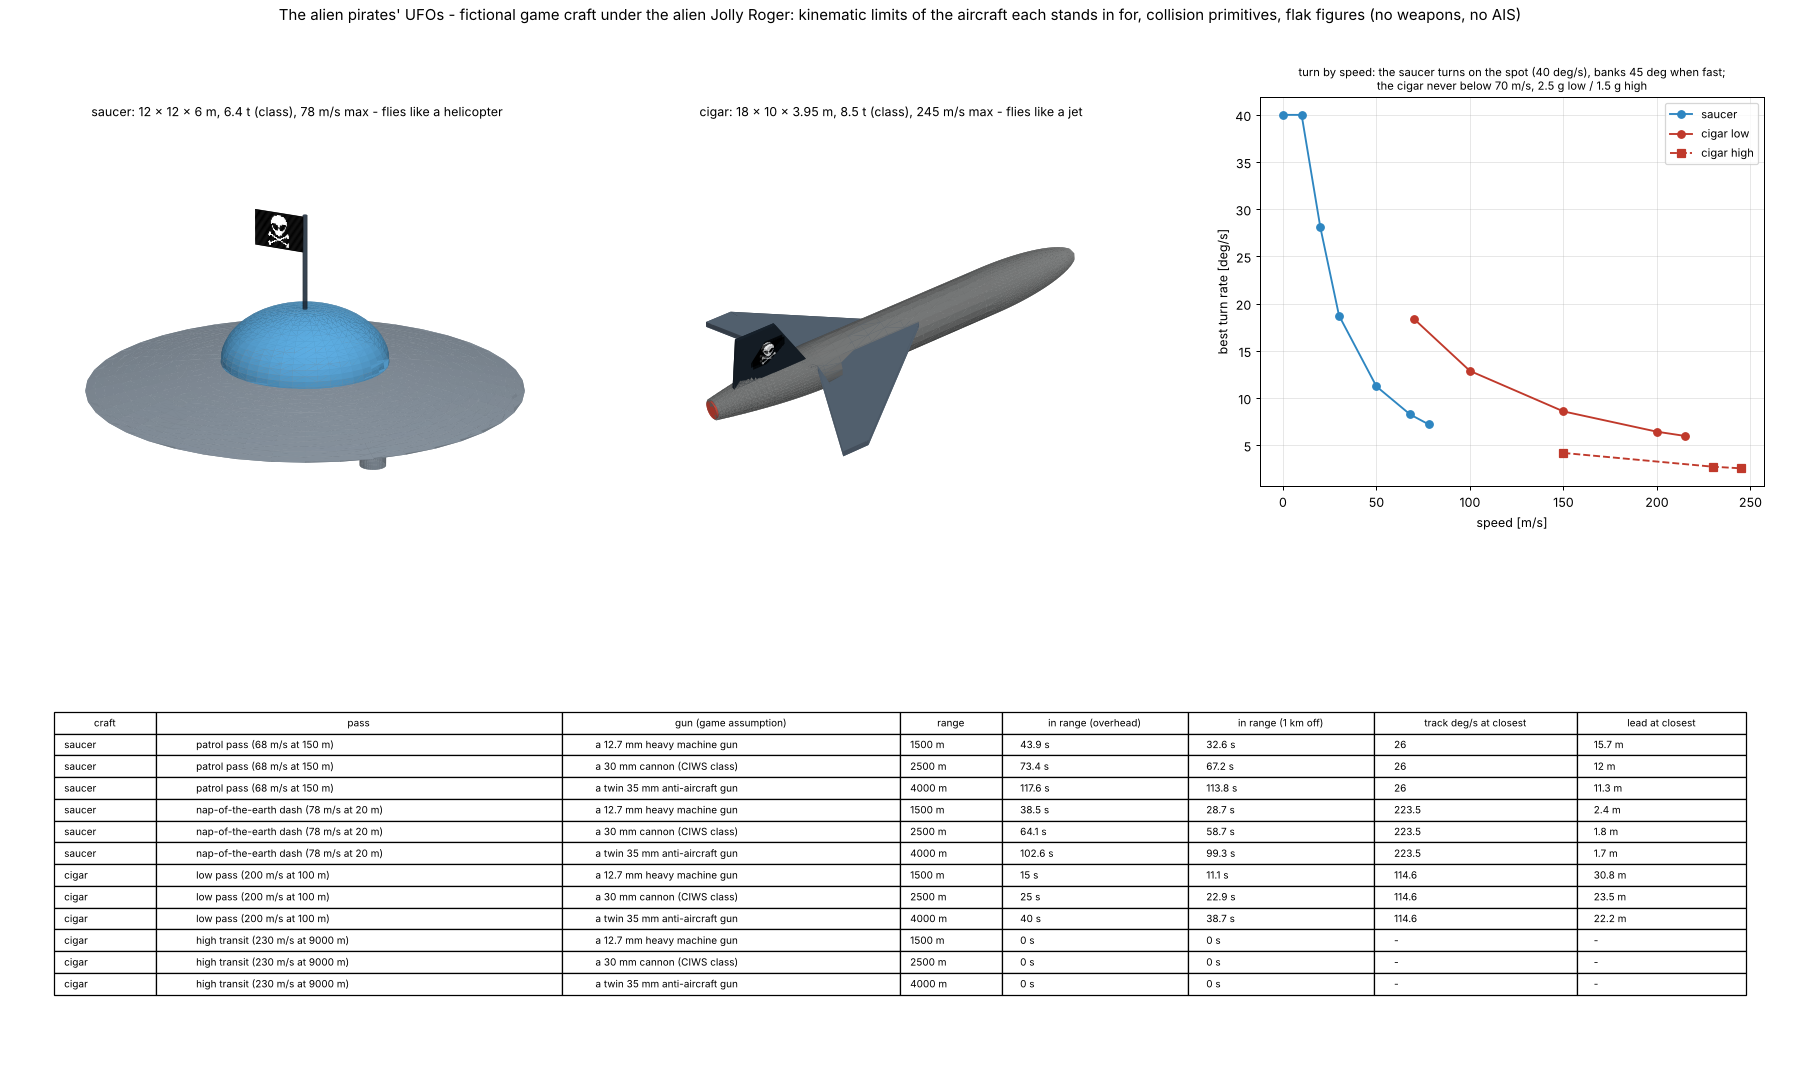 The alien pirates' UFOs - fictional game craft under the alien Jolly Roger: kinematic limits of the aircraft each stands in for, collision primitives, flak figures (no weapons, no AIS)
saucer: 12 × 12 × 6 m, 6.4 t (class), 78 m/s max - flies like a helicopter
cigar: 18 × 10 × 3.95 m, 8.5 t (class), 245 m/s max - flies like a jet
turn by speed: the saucer turns on the spot (40 deg/s), banks 45 deg when fast;
the cigar never below 70 m/s, 2.5 g low / 1.5 g high
saucer
cigar low
cigar high
best turn rate [deg/s]
40
35
30
25
20
15
10
5
0 50 100 150 200 250
speed [m/s]
craft pass gun (game assumption) range in range (overhead) in range (1 km off) track deg/s at closest lead at closest
saucer patrol pass (68 m/s at 150 m) a 12.7 mm heavy machine gun 1500 m 43.9 s 32.6 s 26 15.7 m
saucer patrol pass (68 m/s at 150 m) a 30 mm cannon (CIWS class) 2500 m 73.4 s 67.2 s 26 12 m
saucer patrol pass (68 m/s at 150 m) a twin 35 mm anti-aircraft gun 4000 m 117.6 s 113.8 s 26 11.3 m
saucer nap-of-the-earth dash (78 m/s at 20 m) a 12.7 mm heavy machine gun 1500 m 38.5 s 28.7 s 223.5 2.4 m
saucer nap-of-the-earth dash (78 m/s at 20 m) a 30 mm cannon (CIWS class) 2500 m 64.1 s 58.7 s 223.5 1.8 m
saucer nap-of-the-earth dash (78 m/s at 20 m) a twin 35 mm anti-aircraft gun 4000 m 102.6 s 99.3 s 223.5 1.7 m
cigar low pass (200 m/s at 100 m) a 12.7 mm heavy machine gun 1500 m 15 s 11.1 s 114.6 30.8 m
cigar low pass (200 m/s at 100 m) a 30 mm cannon (CIWS class) 2500 m 25 s 22.9 s 114.6 23.5 m
cigar low pass (200 m/s at 100 m) a twin 35 mm anti-aircraft gun 4000 m 40 s 38.7 s 114.6 22.2 m
cigar high transit (230 m/s at 9000 m) a 12.7 mm heavy machine gun 1500 m 0 s 0 s - -
cigar high transit (230 m/s at 9000 m) a 30 mm cannon (CIWS class) 2500 m 0 s 0 s - -
cigar high transit (230 m/s at 9000 m) a twin 35 mm anti-aircraft gun 4000 m 0 s 0 s - -